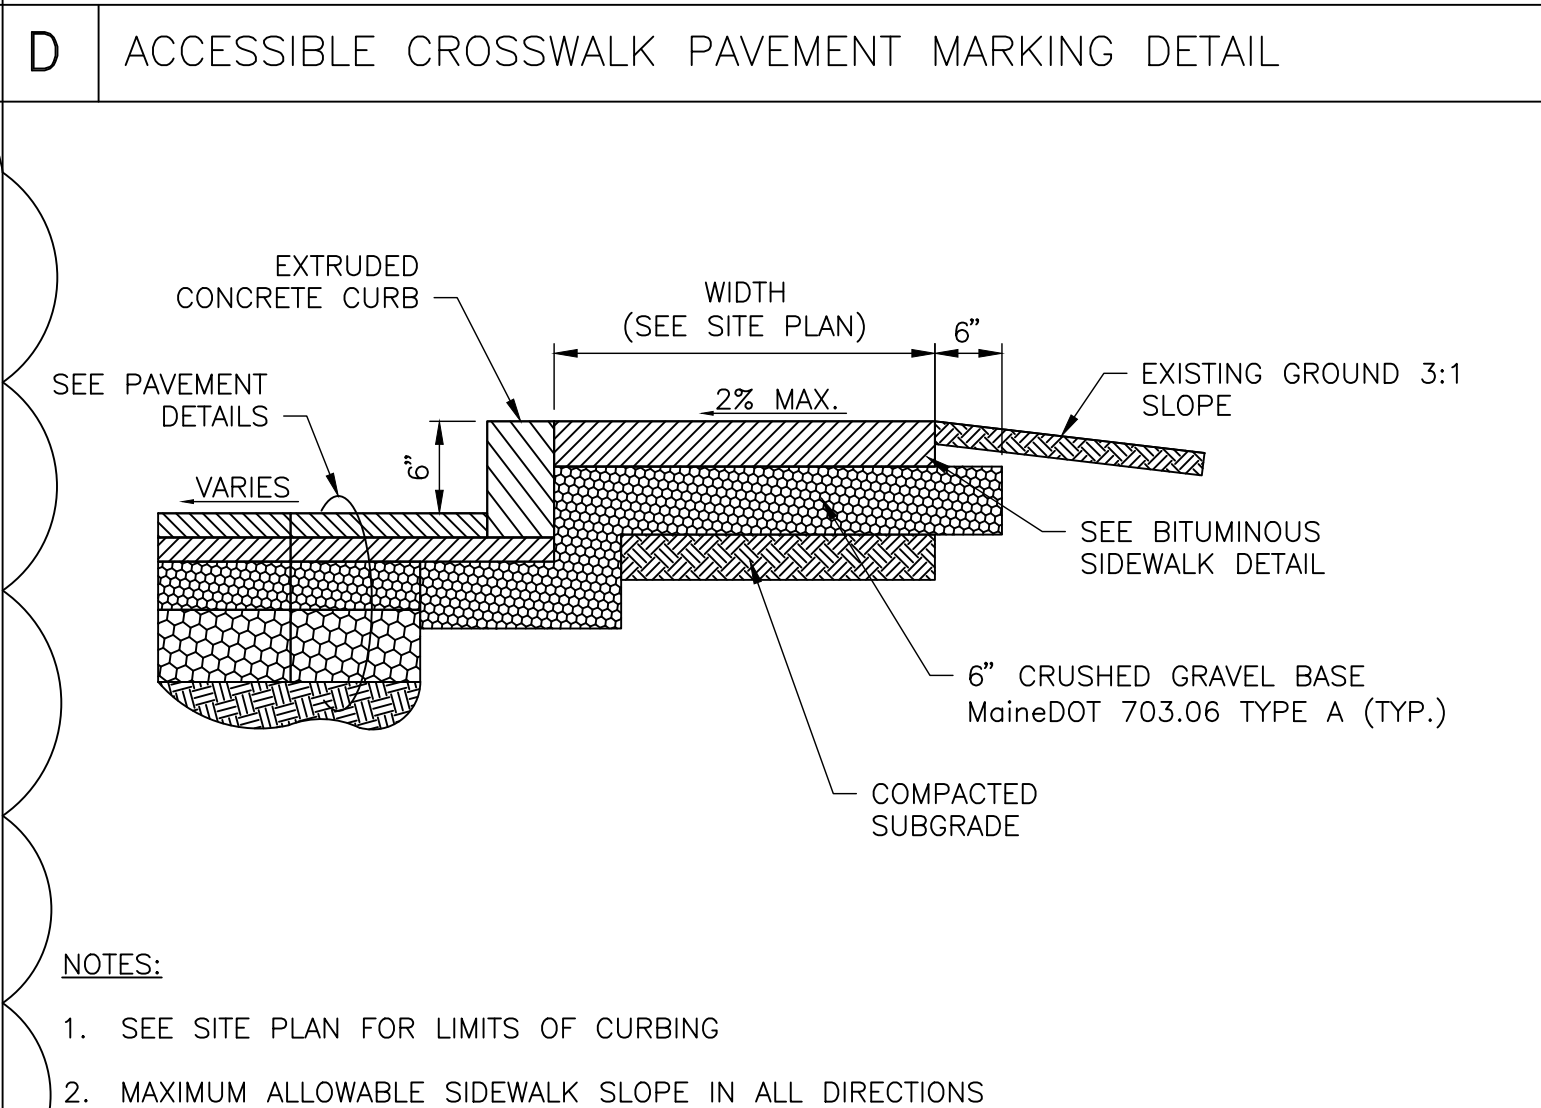 D
ACCESSIBLE CROSSWALK PAVEMENT MARKING DETAIL
EXTRUDED
CONCRETE CURB
WIDTH
(SEE SITE PLAN)
6”
SEE PAVEMENT
DETAILS
EXISTING GROUND 3:1
SLOPE
2% MAX.
6”
VARIES
SEE BITUMINOUS
SIDEWALK DETAIL
6” CRUSHED GRAVEL BASE
MaineDOT 703.06 TYPE A (TYP.)
COMPACTED
SUBGRADE
NOTES:
1. SEE SITE PLAN FOR LIMITS OF CURBING
2. MAXIMUM ALLOWABLE SIDEWALK SLOPE IN ALL DIRECTIONS